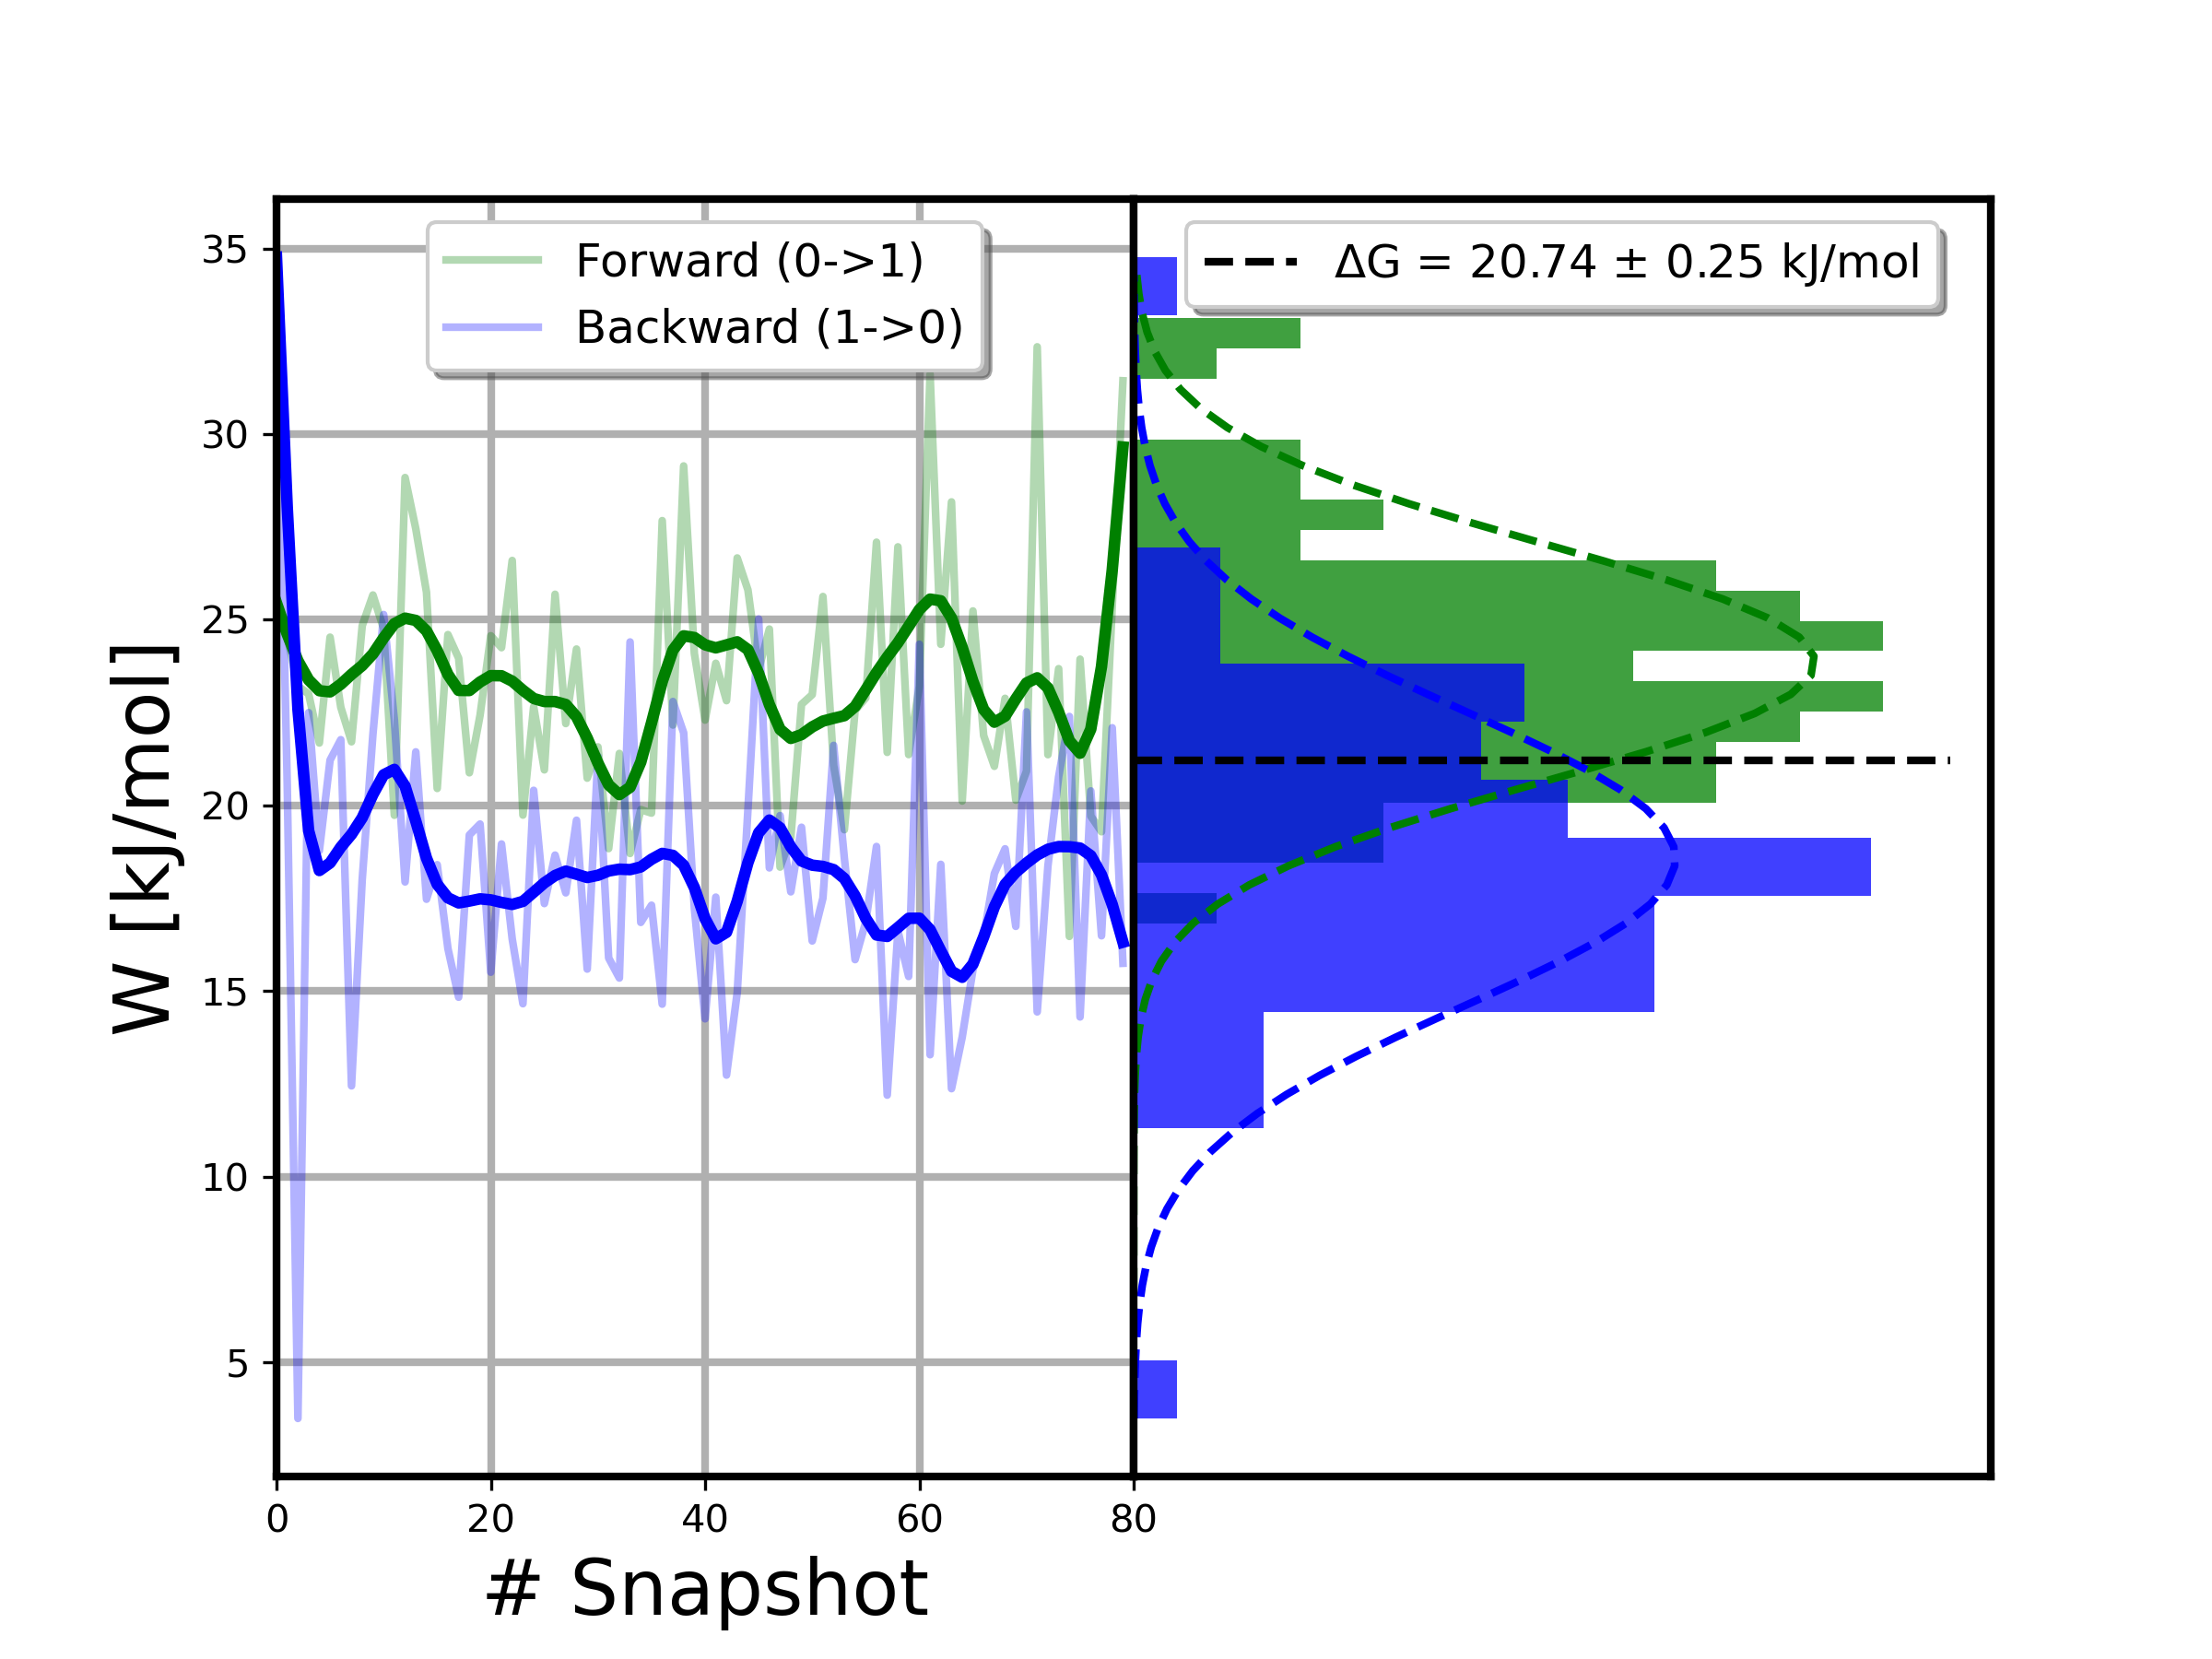 Forward (0->1)
Backward (1->0)
ΔG = 20.74 ± 0.25 kJ/mol
35
30
25
20
15
10
5
W [kJ/mol]
0
20
40
60
80
# Snapshot